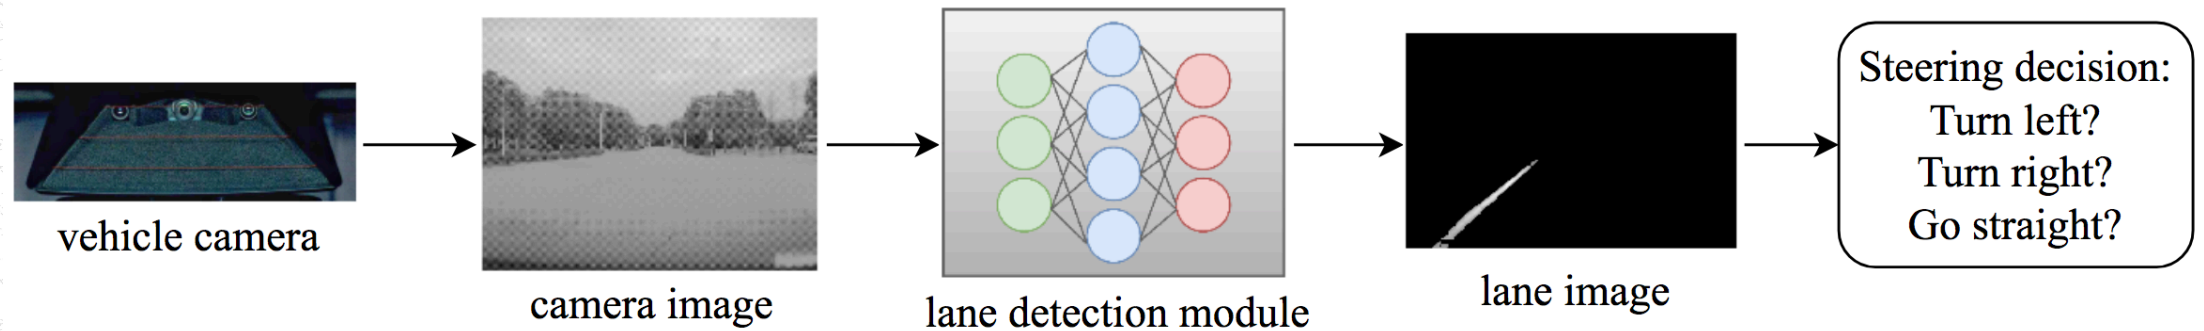 vehicle camera
camera image
lane detection module
lane image
Steering decision:
Turn left?
Turn right?
Go straight?